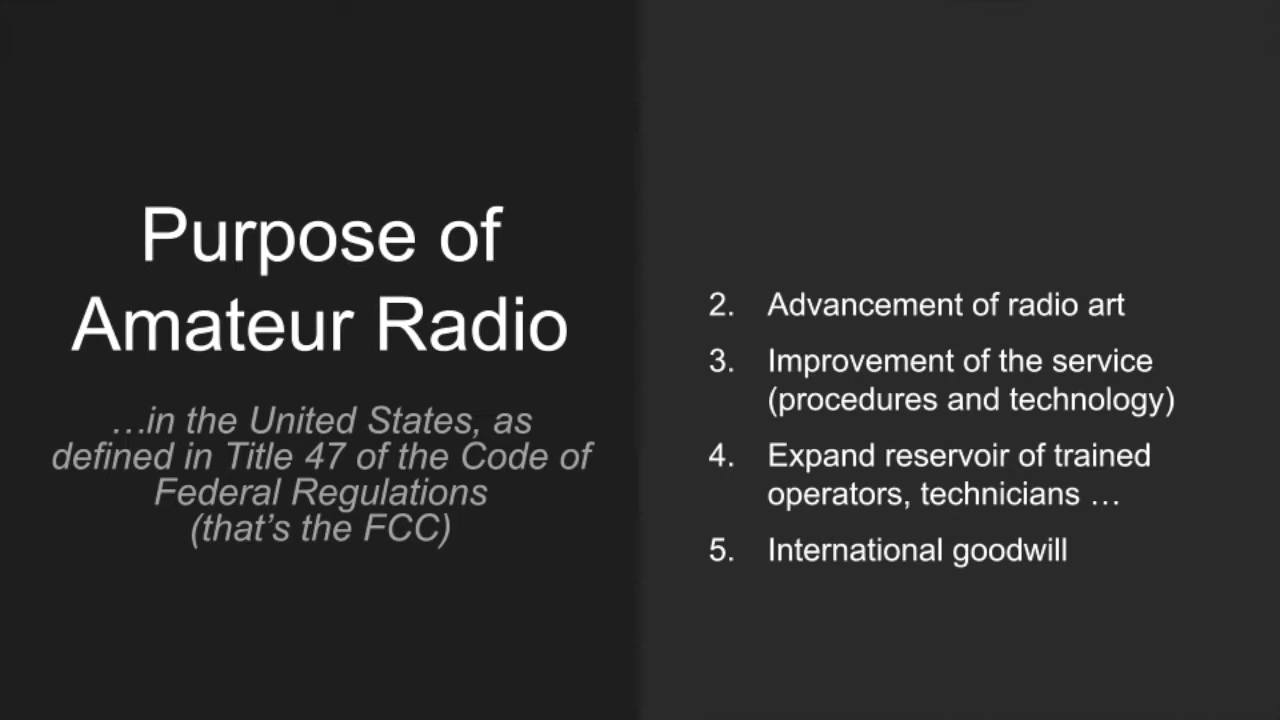 Purpose of
Amateur Radio
…in the United States, as
defined in Title 47 of the Code of
Federal Regulations
(that’s the FCC)
2. Advancement of radio art
3. Improvement of the service
(procedures and technology)
4. Expand reservoir of trained
operators, technicians …
5. International goodwill